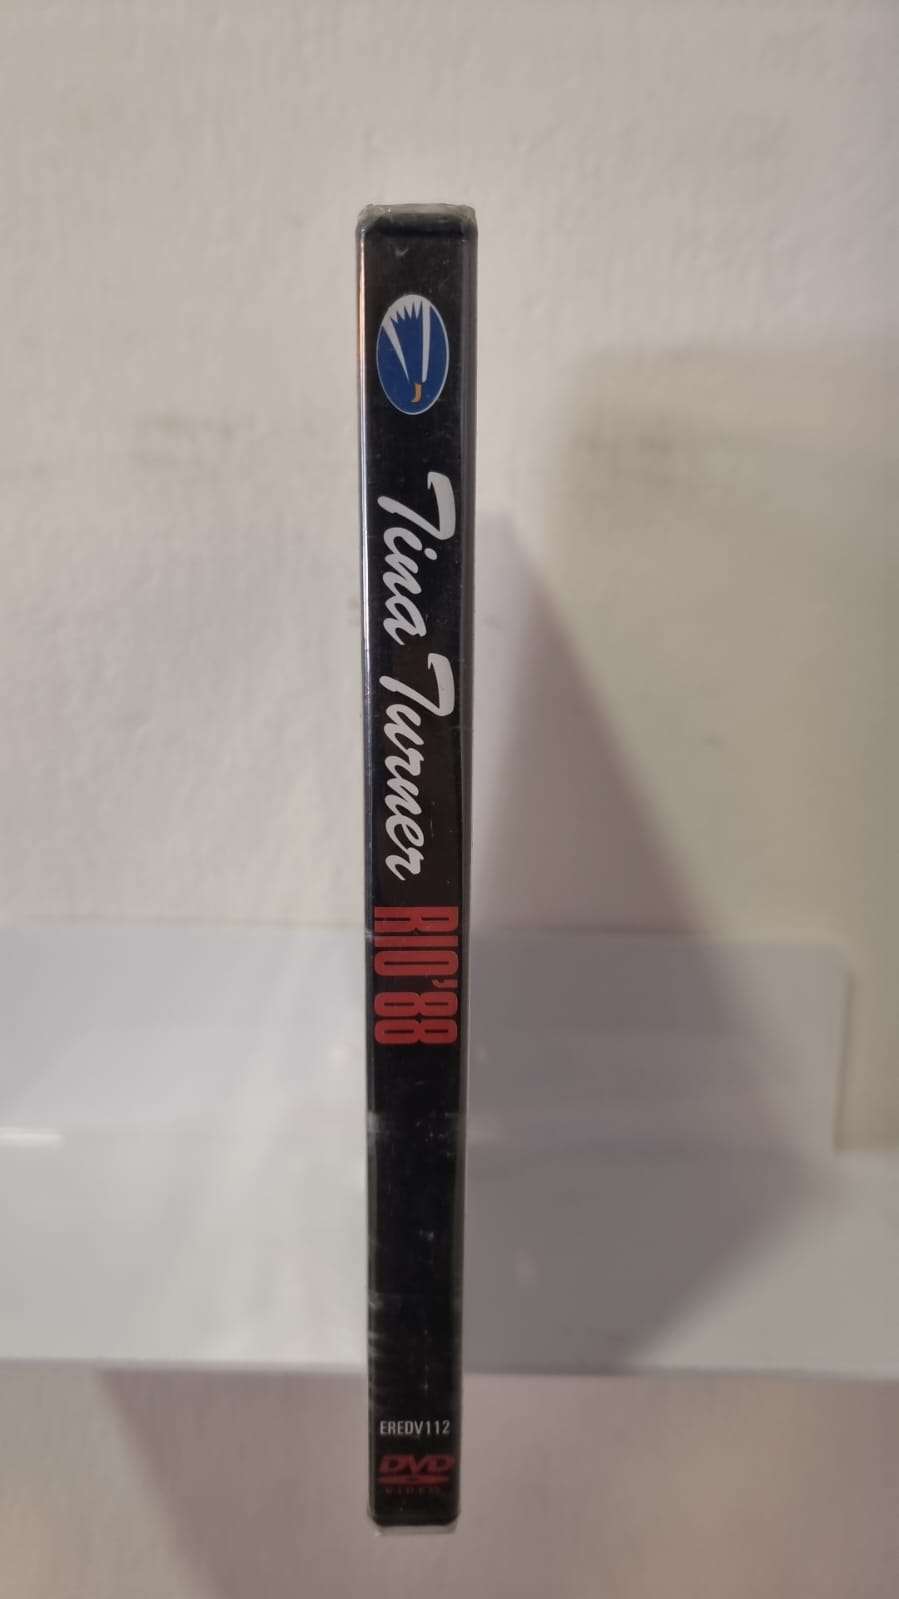 Tina Turner RIO'88
EREDV112
DVD
VIDEO